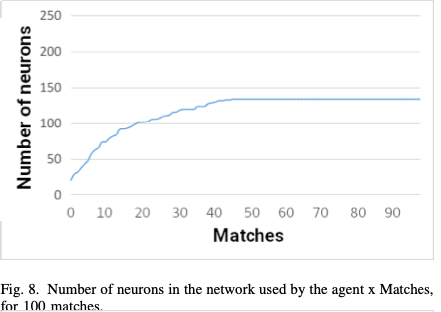 250
200
150
100
50
0
Number of neurons
0 10 20 30 40 50 60 70 80 90
Matches
Fig. 8. Number of neurons in the network used by the agent x Matches,
for 100 matches.